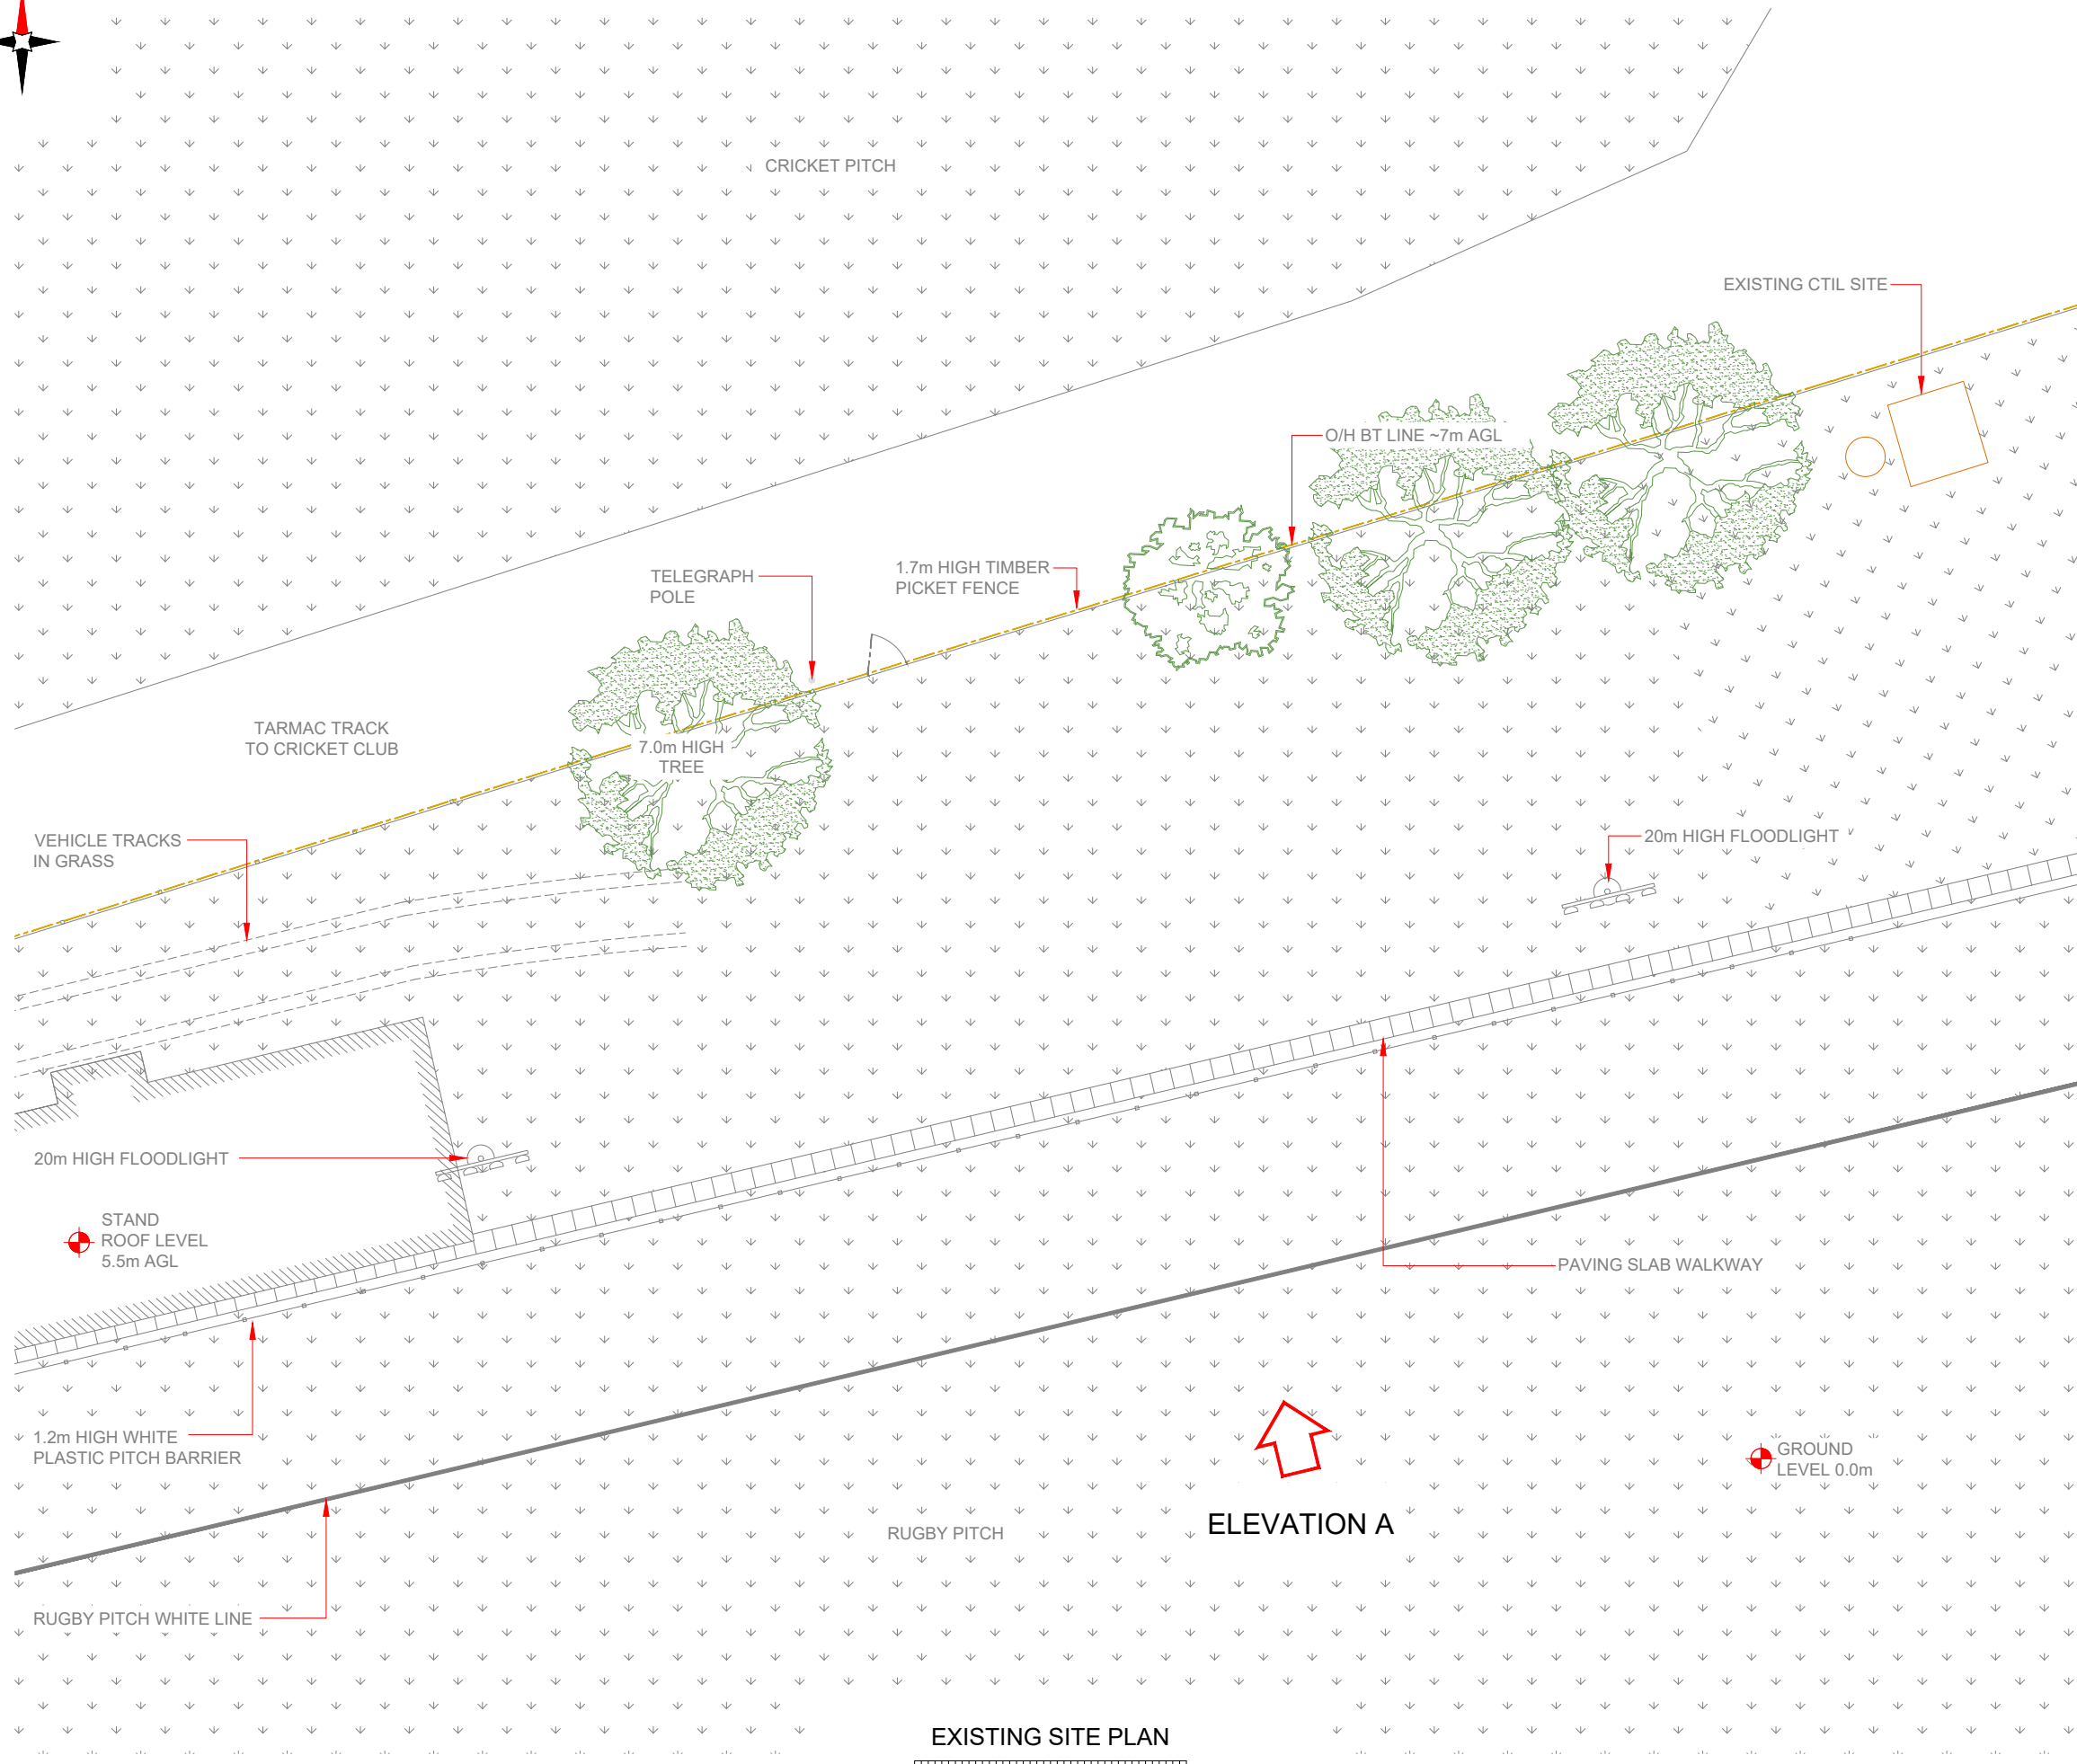 CRICKET PITCH
EXISTING CTIL SITE
O/H BT LINE ~7m AGL
1.7m HIGH TIMBER
PICKET FENCE
TELEGRAPH
POLE
TARMAC TRACK
TO CRICKET CLUB
7.0m HIGH
TREE
VEHICLE TRACKS
IN GRASS
20m HIGH FLOODLIGHT
20m HIGH FLOODLIGHT
STAND
ROOF LEVEL
5.5m AGL
PAVING SLAB WALKWAY
1.2m HIGH WHITE
PLASTIC PITCH BARRIER
GROUND
LEVEL 0.0m
ELEVATION A
RUGBY PITCH
RUGBY PITCH WHITE LINE
EXISTING SITE PLAN